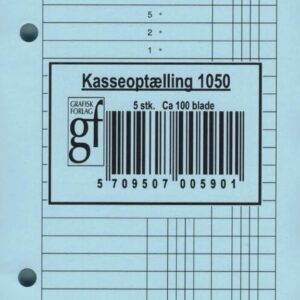 5 "
2 "
1 "
Kasseoptælling 1050
GRAFISK
FORLAG
gf
5 stk. Ca 100 blade
5 709507 005901